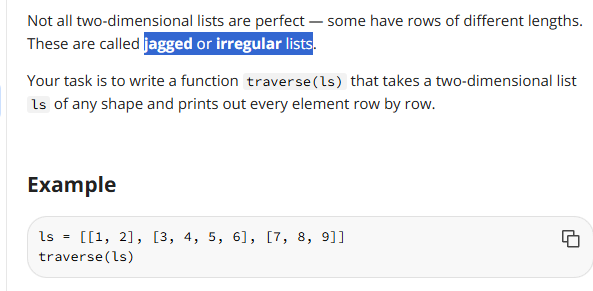 Not all two-dimensional lists are perfect — some have rows of different lengths.
These are called jagged or irregular lists.
Your task is to write a function traverse(ls) that takes a two-dimensional list
ls of any shape and prints out every element row by row.
Example
ls = [[1, 2], [3, 4, 5, 6], [7, 8, 9]]
traverse(ls)